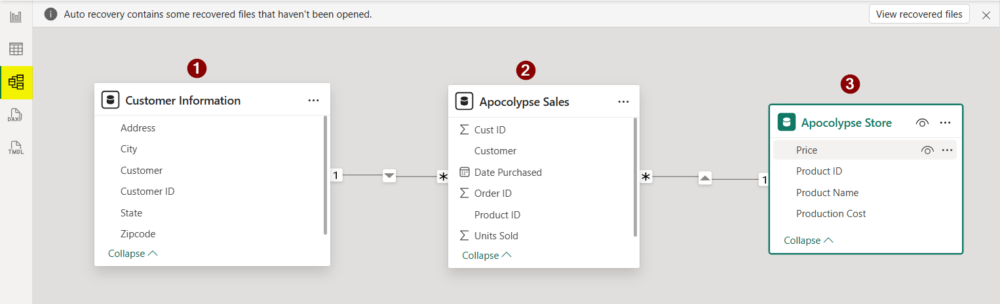 Auto recovery contains some recovered files that haven't been opened.
View recovered files
DAX
TMDL
1
Customer Information
Address
City
Customer
Customer ID
State
Zipcode
Collapse
1
*
2
Apocolypse Sales
Σ Cust ID
Customer
Date Purchased
Σ Order ID
Product ID
Σ Units Sold
Collapse
*
1
3
Apocolypse Store
Price
Product ID
Product Name
Production Cost
Collapse